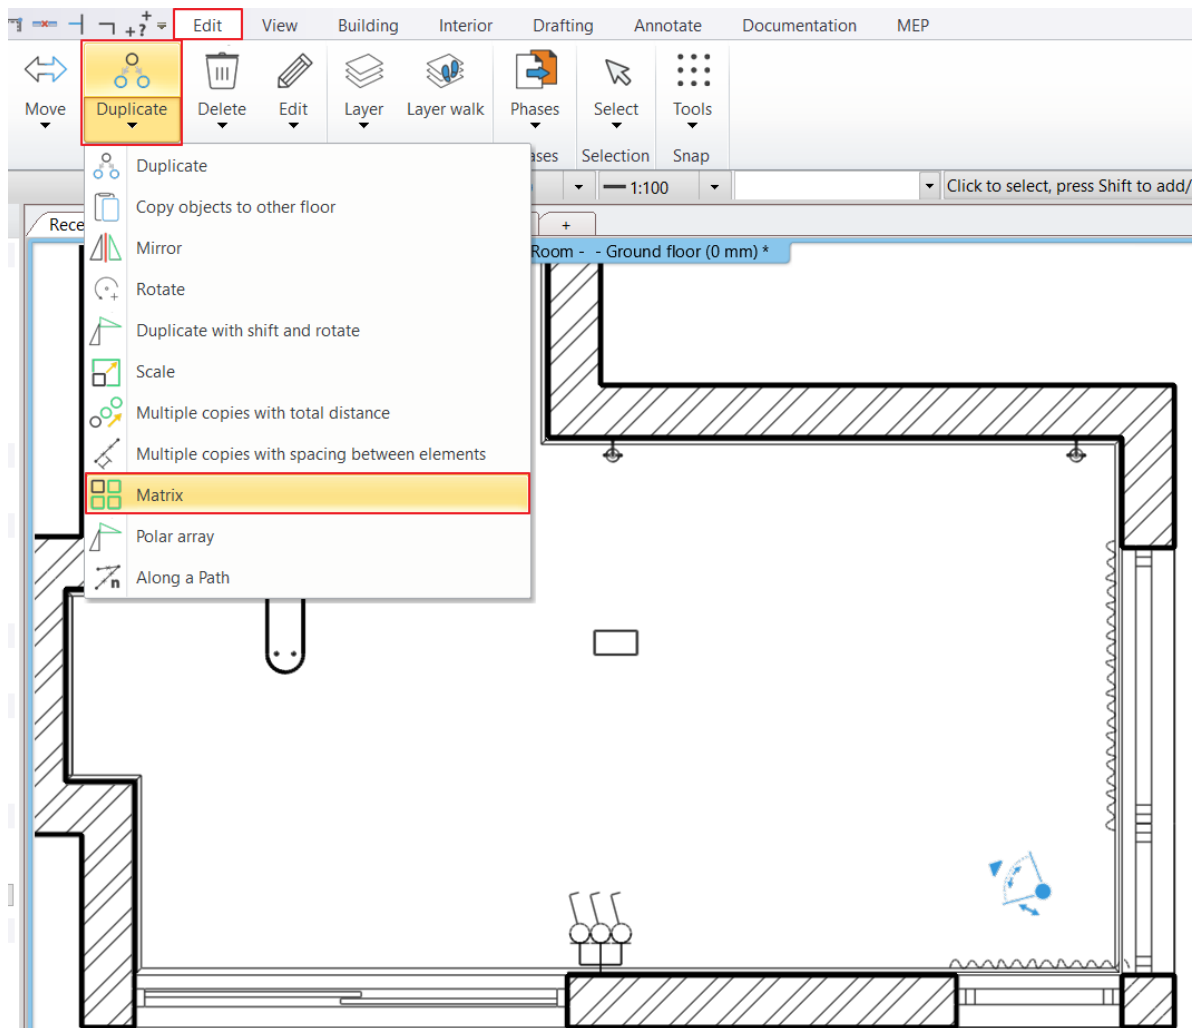 Edit View Building Interior Drafting Annotate Documentation MEP
Move Duplicate Delete Edit Layer Layer walk Phases Select Tools
Selection Snap
1:100 Click to select, press Shift to add/
+
Room - - Ground floor (0 mm) *
Duplicate
Copy objects to other floor
Mirror
Rotate
Duplicate with shift and rotate
Scale
Multiple copies with total distance
Multiple copies with spacing between elements
Matrix
Polar array
Along a Path